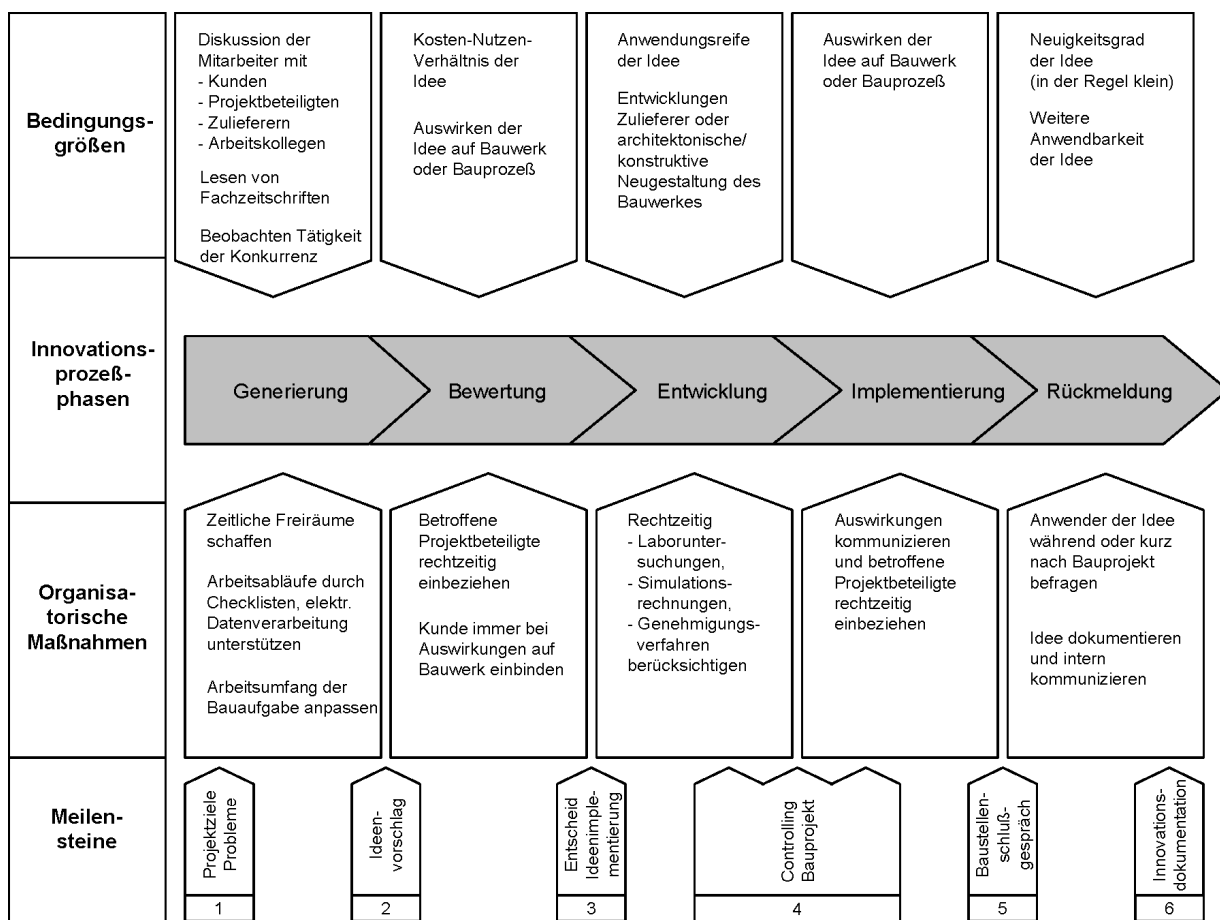 Bedingungs-
größen
Diskussion der
Mitarbeiter mit
- Kunden
- Projektbeteiligten
- Zulieferern
- Arbeitskollegen
Lesen von
Fachzeitschriften
Beobachten Tätigkeit
der Konkurrenz
Kosten-Nutzen-
Verhältnis der
Idee
Auswirken der
Idee auf Bauwerk
oder Bauprozeß
Anwendungsreife
der Idee
Entwicklungen
Zulieferer oder
architektonische/
konstruktive
Neugestaltung des
Bauwerkes
Auswirken der
Idee auf Bauwerk
oder Bauprozeß
Neuigkeitsgrad
der Idee
(in der Regel klein)
Weitere
Anwendbarkeit
der Idee
Innovations-
prozeß-
phasen
Generierung
Bewertung
Entwicklung
Implementierung
Rückmeldung
Organisa-
torische
Maßnahmen
Zeitliche Freiräume
schaffen
Arbeitsabläufe durch
Checklisten, elektr.
Datenverarbeitung
unterstützen
Arbeitsumfang der
Bauaufgabe anpassen
Betroffene
Projektbeteiligte
rechtzeitig
einbeziehen
Kunde immer bei
Auswirkungen auf
Bauwerk einbinden
Rechtzeitig
- Laborunter-
suchungen,
- Simulations-
rechnungen,
- Genehmigungs-
verfahren
berücksichtigen
Auswirkungen
kommunizieren
und betroffene
Projektbeteiligte
rechtzeitig
einbeziehen
Anwender der Idee
während oder kurz
nach Bauprojekt
befragen
Idee dokumentieren
und intern
kommunizieren
Meilen-
steine
Projektziele
Probleme
1
Ideen-
vorschlag
2
Entscheid
Ideenimple-
mentierung
3
Controlling
Bauprojekt
4
Baustellen-
schluß-
gespräch
5
Innovations-
dokumentation
6